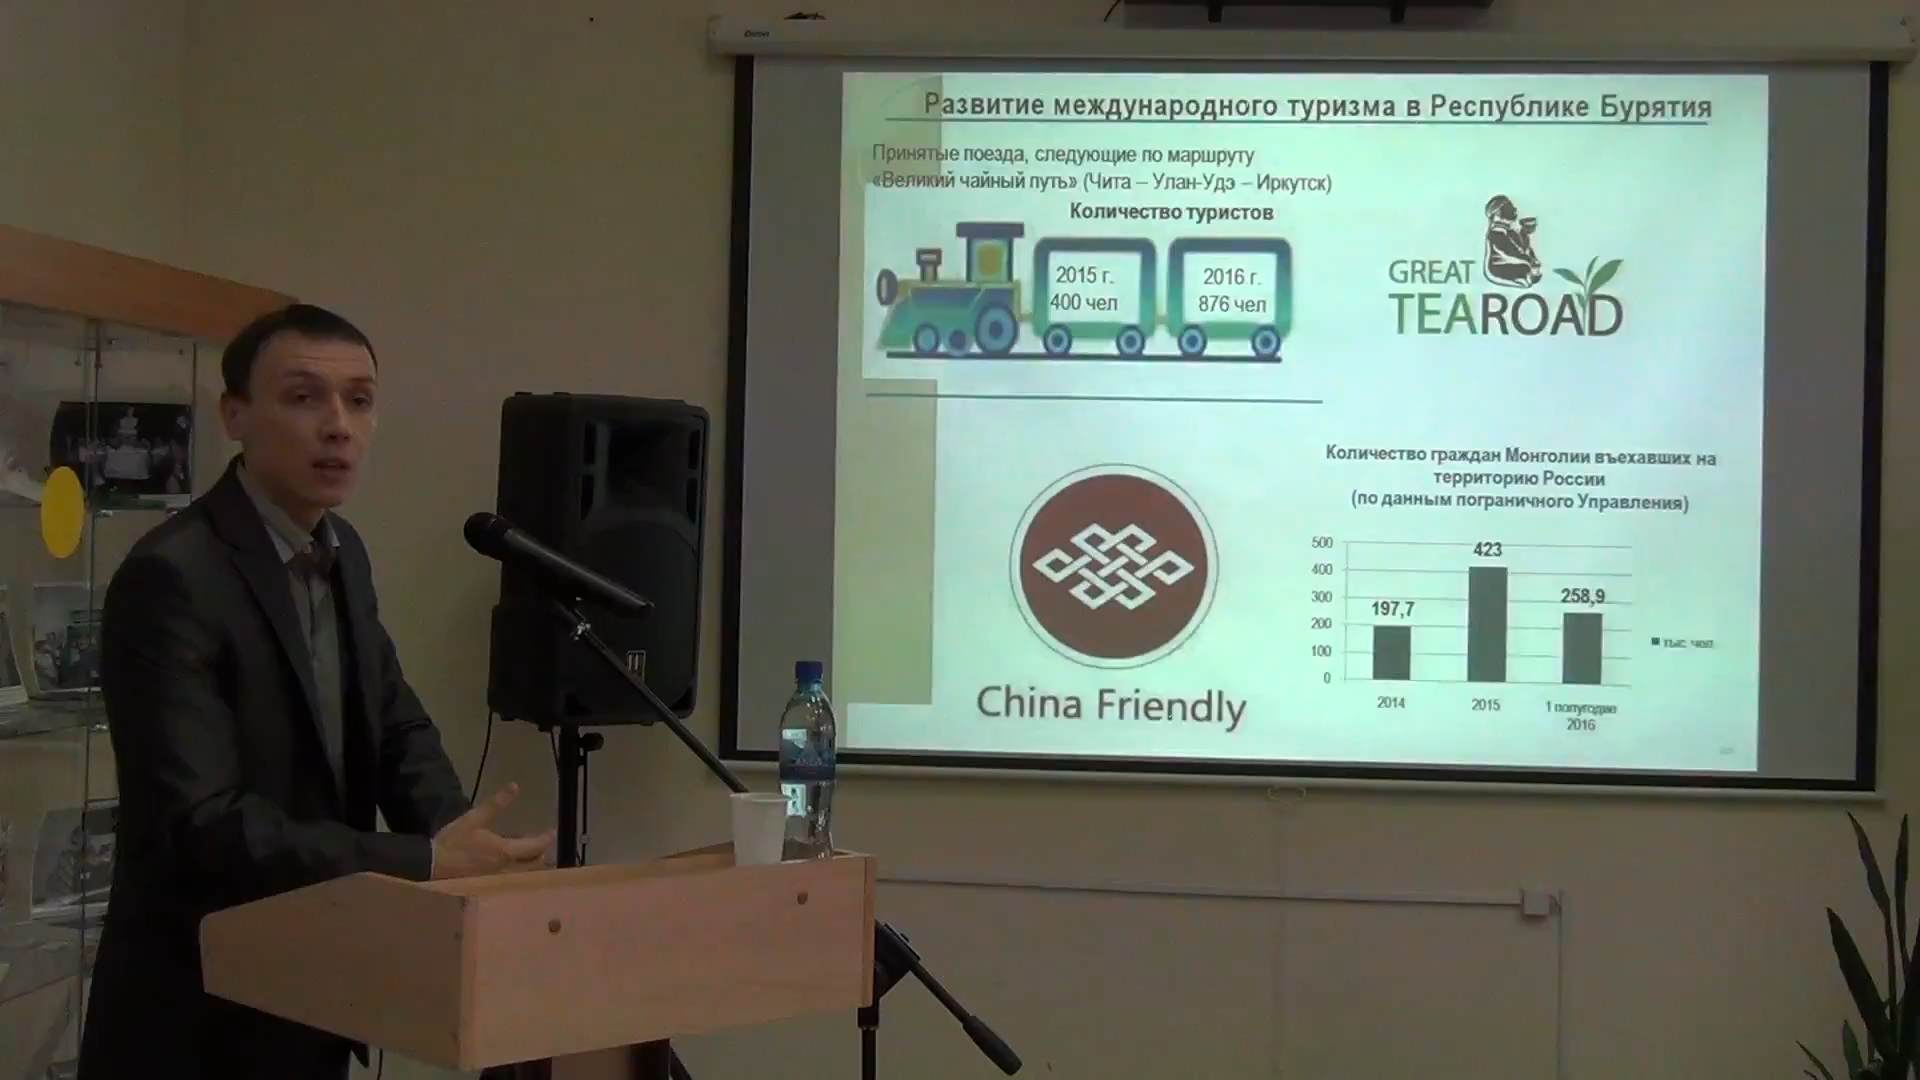 Развитие международного туризма в Республике Бурятия
Принятые поезда, следующие по маршруту
«Великий чайный путь» (Чита – Улан-Удэ – Иркутск)
Количество туристов
2015 г.
400 чел
2016 г.
876 чел
GREAT
TEAROAD
China Friendly
Количество граждан Монголии въехавших на
территорию России
(по данным пограничного Управления)
500
400
300
200
100
0
197,7
423
258,9
2014
2015
1 полугодие
2016
тыс. чел